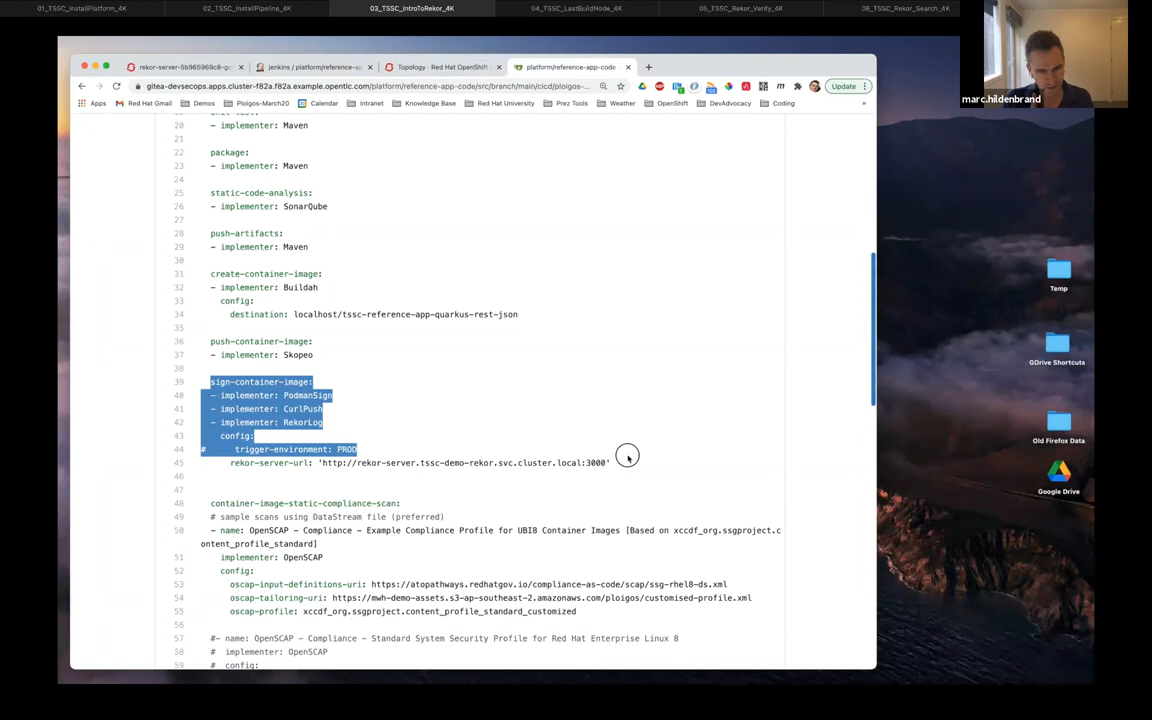 01_TSSC_InstallPlatform_4K
02_TSSC_InstallPipeline_4K
03_TSSC_IntroToRekor_4K
04_TSSC_LastBuildNode_4K
05_TSSC_Rekor_Verify_4K
06_TSSC_Rekor_Search_4K
marc.hildenbrand
jenkins / platform/reference-ap
Topology · Red Hat OpenShift
platform/reference-app-code
gitea-devsecops.apps.cluster-f82a.f82a.example.opentlc.com/platform/reference-app-code/src/branch/main/cicd/ploigos-...
Update
Apps
Red Hat Gmail
Demos
Ploigos-March20
Calendar
Intranet
Knowledge Base
Red Hat University
Prez Tools
Weather
OpenShift
DevAdvocacy
Coding
»
20 - implementer: Maven
21
22 package:
23 - implementer: Maven
24
25 static-code-analysis:
26 - implementer: SonarQube
27
28 push-artifacts:
29 - implementer: Maven
30
31 create-container-image:
32 - implementer: Buildah
33 config:
34 destination: localhost/tssc-reference-app-quarkus-rest-json
35
36 push-container-image:
37 - implementer: Skopeo
38
39 sign-container-image:
40 - implementer: PodmanSign
41 - implementer: CurlPush
42 - implementer: RekorLog
43 config:
44 # trigger-environment: PROD
45 rekor-server-url: 'http://rekor-server.tssc-demo-rekor.svc.cluster.local:3000'
46
47
48 container-image-static-compliance-scan:
49 # sample scans using DataStream file (preferred)
50 - name: OpenSCAP - Compliance - Example Compliance Profile for UBI8 Container Images [Based on xccdf_org.ssgproject.c
ontent_profile_standard]
51 implementer: OpenSCAP
52 config:
53 oscap-input-definitions-uri: https://atopathways.redhatgov.io/compliance-as-code/scap/ssg-rhel8-ds.xml
54 oscap-tailoring-uri: https://mwh-demo-assets.s3-ap-southeast-2.amazonaws.com/ploigos/customised-profile.xml
55 oscap-profile: xccdf_org.ssgproject.content_profile_standard_customized
56
57 #- name: OpenSCAP - Compliance - Standard System Security Profile for Red Hat Enterprise Linux 8
58 # implementer: OpenSCAP
59 # config:
Temp
GDrive Shortcuts
Old Firefox Data
Google Drive